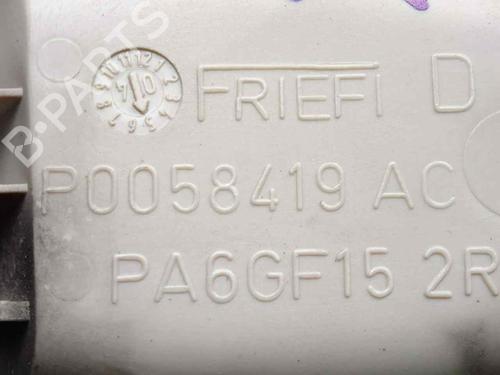 FRIEFI D
P0058419 AC
PA6GF15 2R
B-PARTS